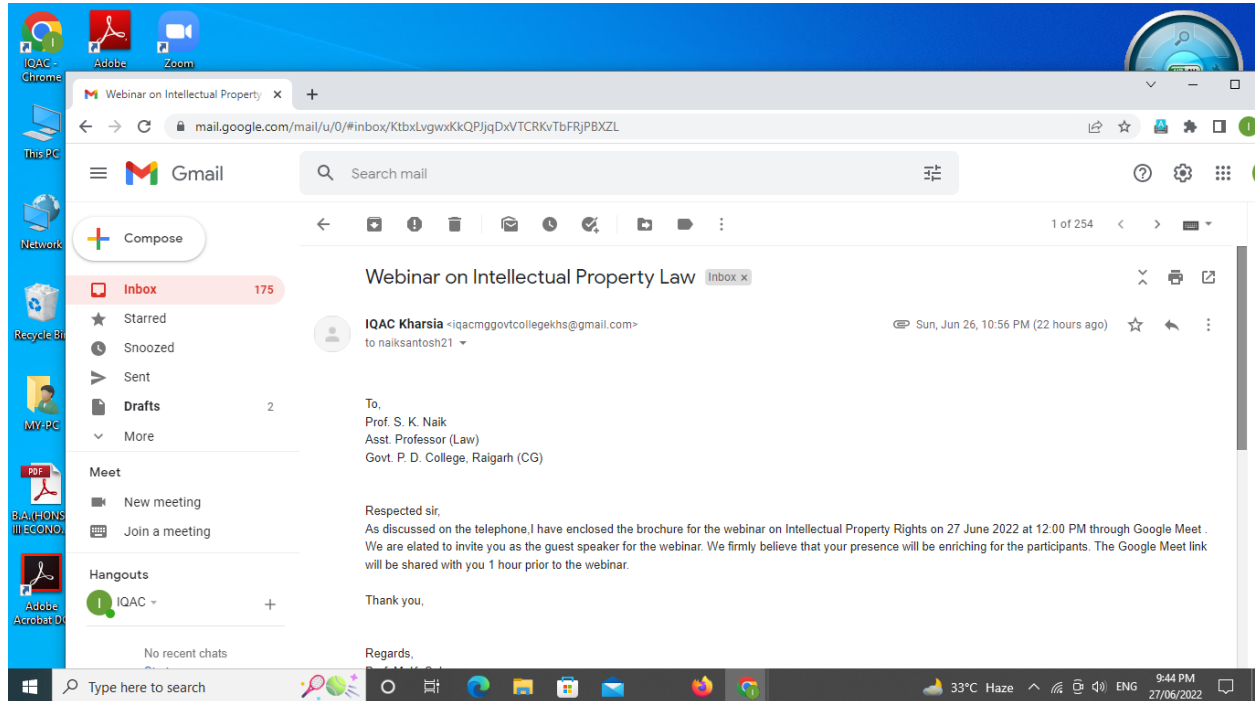 IQAC -
Chrome
Adobe
Zoom
This PC
Network
Recycle Bi
MY-PC
PDF
B.A.(HONS
III ECONO.
Adobe
Acrobat D
Webinar on Intellectual Property
mail.google.com/mail/u/0/#inbox/KtbxLvgwxKkQPJjqDxVTCRKvTbFRjPBXZL
Gmail
Search mail
Compose
1 of 254
Inbox 175
Starred
Snoozed
Sent
Drafts 2
More
Meet
New meeting
Join a meeting
Hangouts
I IQAC
No recent chats
Webinar on Intellectual Property Law Inbox x
IQAC Kharsia <iqacmggovtcollegekhs@gmail.com> Sun, Jun 26, 10:56 PM (22 hours ago)
to naiksantosh21
To,
Prof. S. K. Naik
Asst. Professor (Law)
Govt. P. D. College, Raigarh (CG)
Respected sir,
As discussed on the telephone,I have enclosed the brochure for the webinar on Intellectual Property Rights on 27 June 2022 at 12:00 PM through Google Meet .
We are elated to invite you as the guest speaker for the webinar. We firmly believe that your presence will be enriching for the participants. The Google Meet link
will be shared with you 1 hour prior to the webinar.
Thank you,
Regards,
Type here to search
33°C Haze
ENG
9:44 PM
27/06/2022